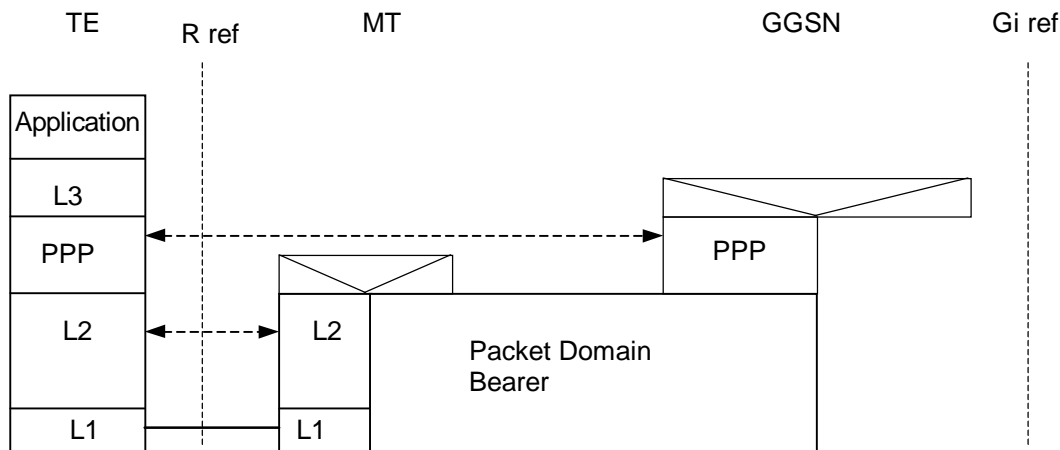 TE
R ref
MT
GGSN
Gi ref
Application
L3
PPP
PPP
L2
L2
Packet Domain
Bearer
L1
L1